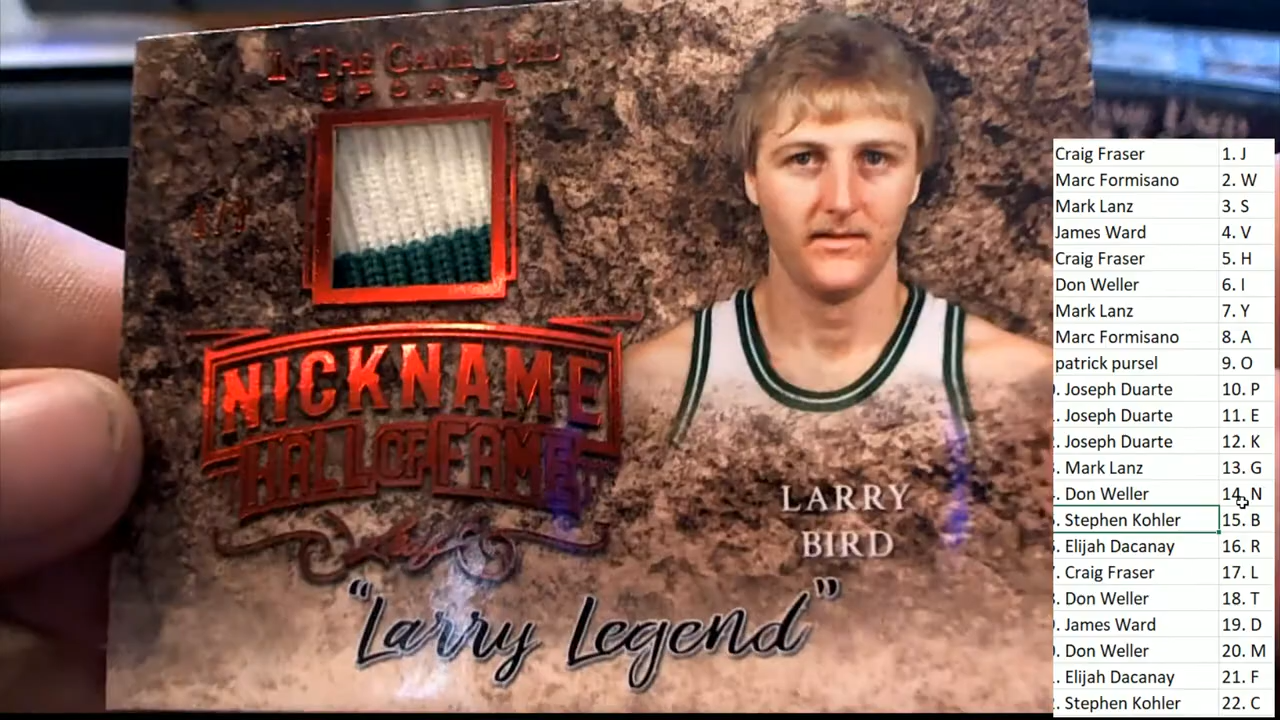 IN THE GAME USED
SPORTS
NICKNAME
HALL OF FAME
LARRY
BIRD
"Larry Legend"
Craig Fraser 1. J
Marc Formisano 2. W
Mark Lanz 3. S
James Ward 4. V
Craig Fraser 5. H
Don Weller 6. I
Mark Lanz 7. Y
Marc Formisano 8. A
patrick pursel 9. O
. Joseph Duarte 10. P
. Joseph Duarte 11. E
. Joseph Duarte 12. K
. Mark Lanz 13. G
. Don Weller 14. N
. Stephen Kohler 15. B
. Elijah Dacanay 16. R
. Craig Fraser 17. L
. Don Weller 18. T
. James Ward 19. D
. Don Weller 20. M
. Elijah Dacanay 21. F
. Stephen Kohler 22. C